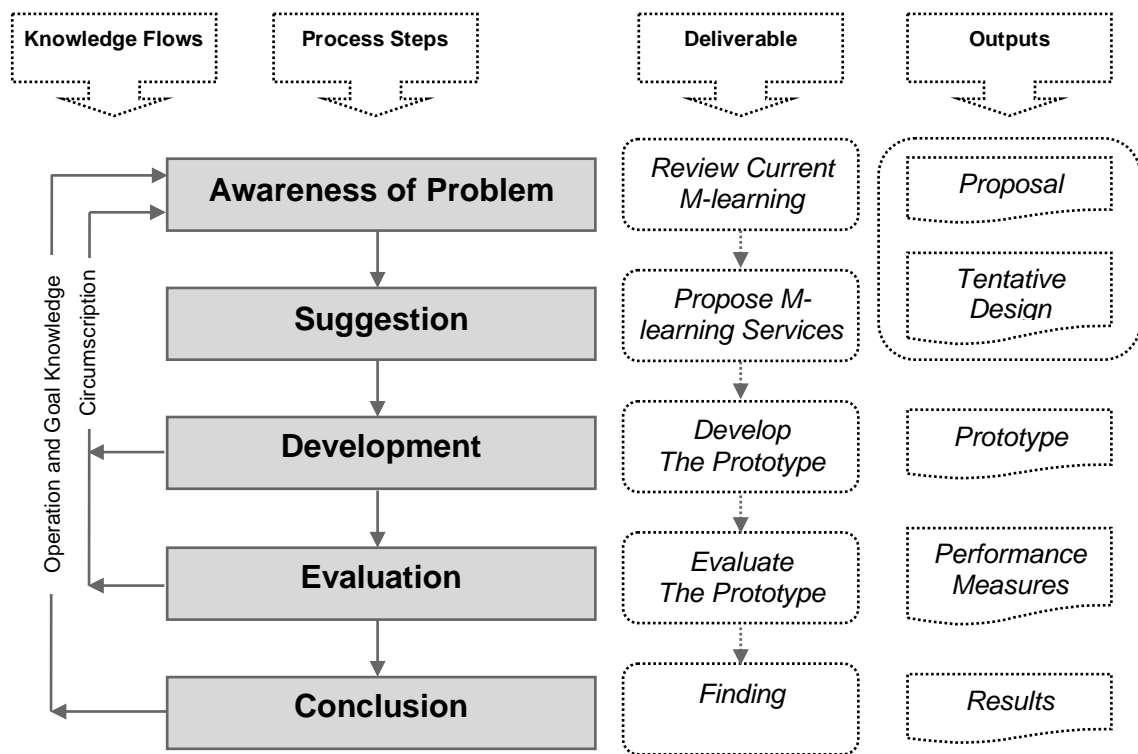 Knowledge Flows
Process Steps
Deliverable
Outputs
Awareness of Problem
Review Current
M-learning
Proposal
Suggestion
Propose M-
learning Services
Tentative
Design
Development
Develop
The Prototype
Prototype
Evaluation
Evaluate
The Prototype
Performance
Measures
Conclusion
Finding
Results
Operation and Goal Knowledge
Circumscription